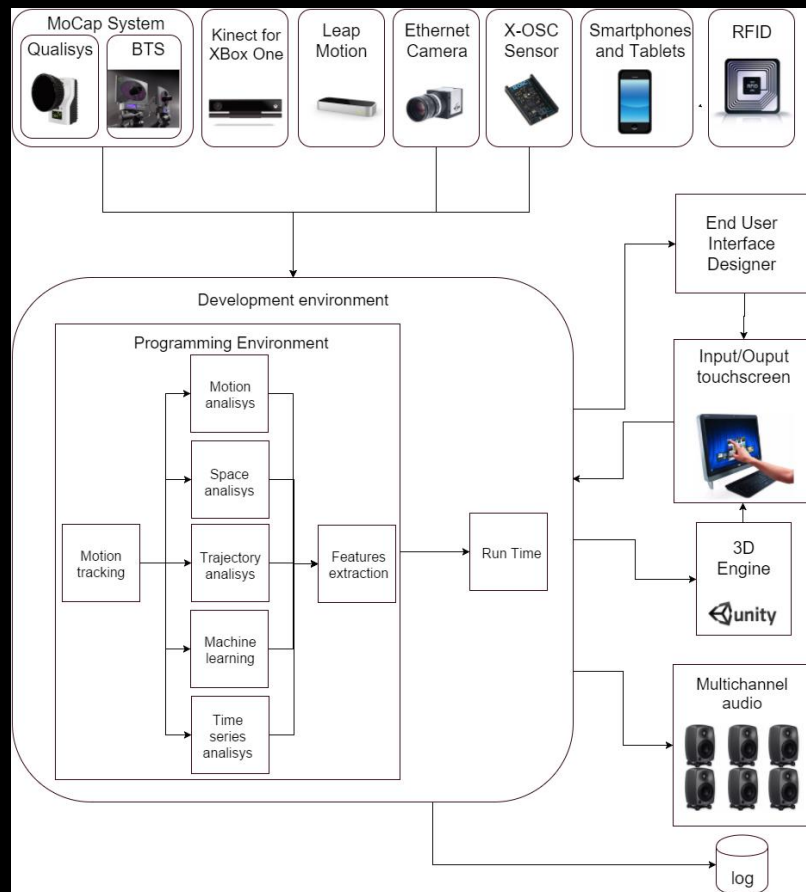 MoCap System
Qualisys
BTS
Kinect for
XBox One
Leap
Motion
Ethernet
Camera
X-OSC
Sensor
Smartphones
and Tablets
RFID
End User
Interface
Designer
Development environment
Programming Environment
Input/Ouput
touchscreen
Motion
analisys
Space
analisys
Motion
tracking
Trajectory
analisys
Features
extraction
Run Time
3D
Engine
unity
Machine
learning
Time
series
analisys
Multichannel
audio
log